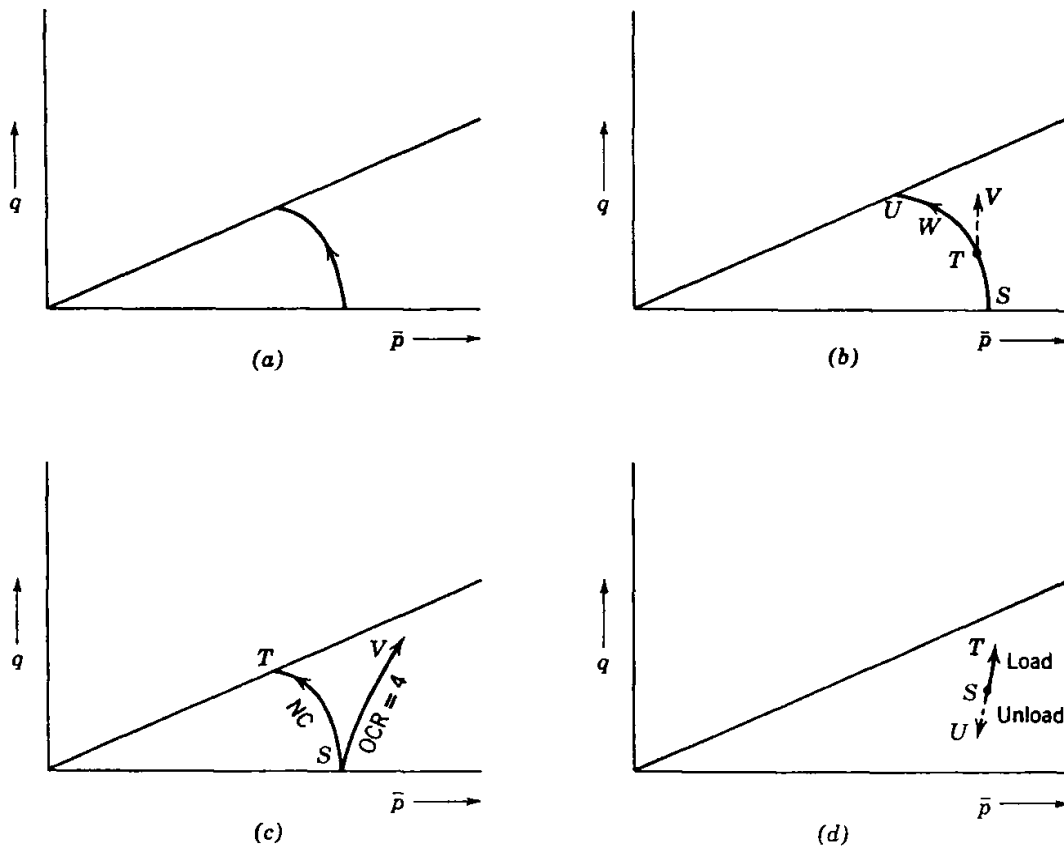 q
p̄
(a)
q
U
W
V
T
S
p̄
(b)
q
T
V
NC
OCR = 4
S
p̄
(c)
q
T
Load
S
Unload
U
p̄
(d)